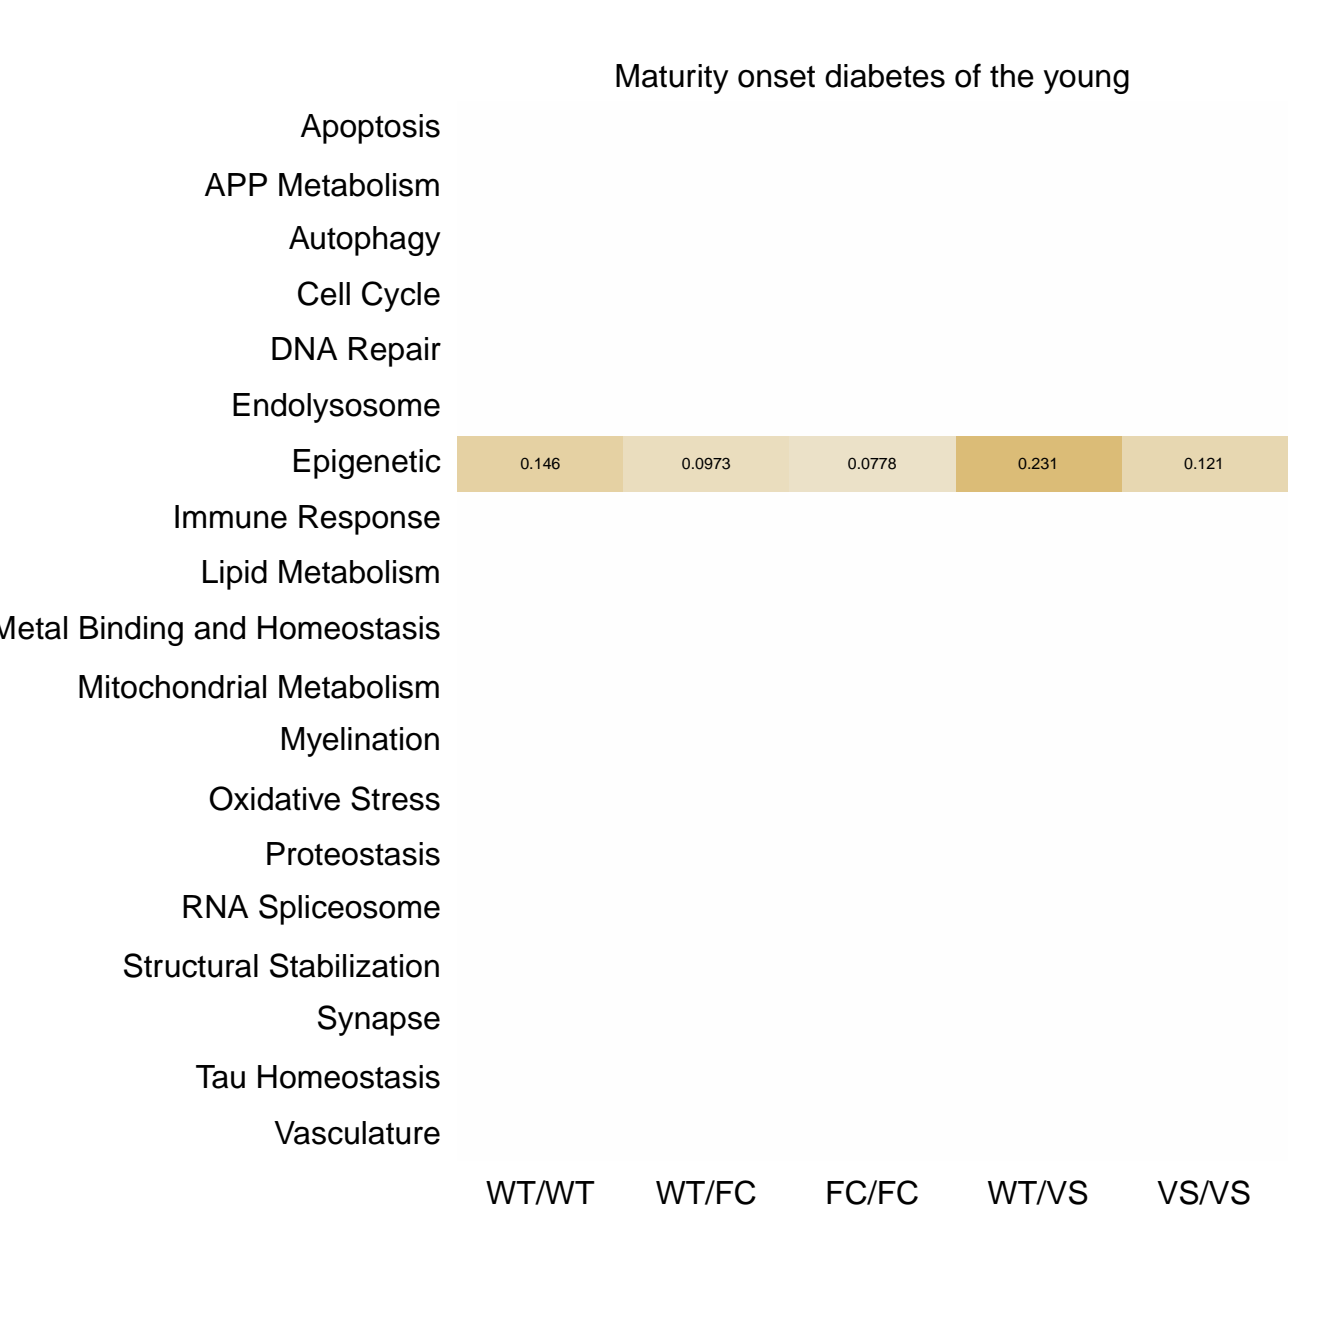 Maturity onset diabetes of the young
Apoptosis
APP Metabolism
Autophagy
Cell Cycle
DNA Repair
Endolysosome
Epigenetic 0.146 0.0973 0.0778 0.231 0.121
Immune Response
Lipid Metabolism
Metal Binding and Homeostasis
Mitochondrial Metabolism
Myelination
Oxidative Stress
Proteostasis
RNA Spliceosome
Structural Stabilization
Synapse
Tau Homeostasis
Vasculature
WT/WT WT/FC FC/FC WT/VS VS/VS